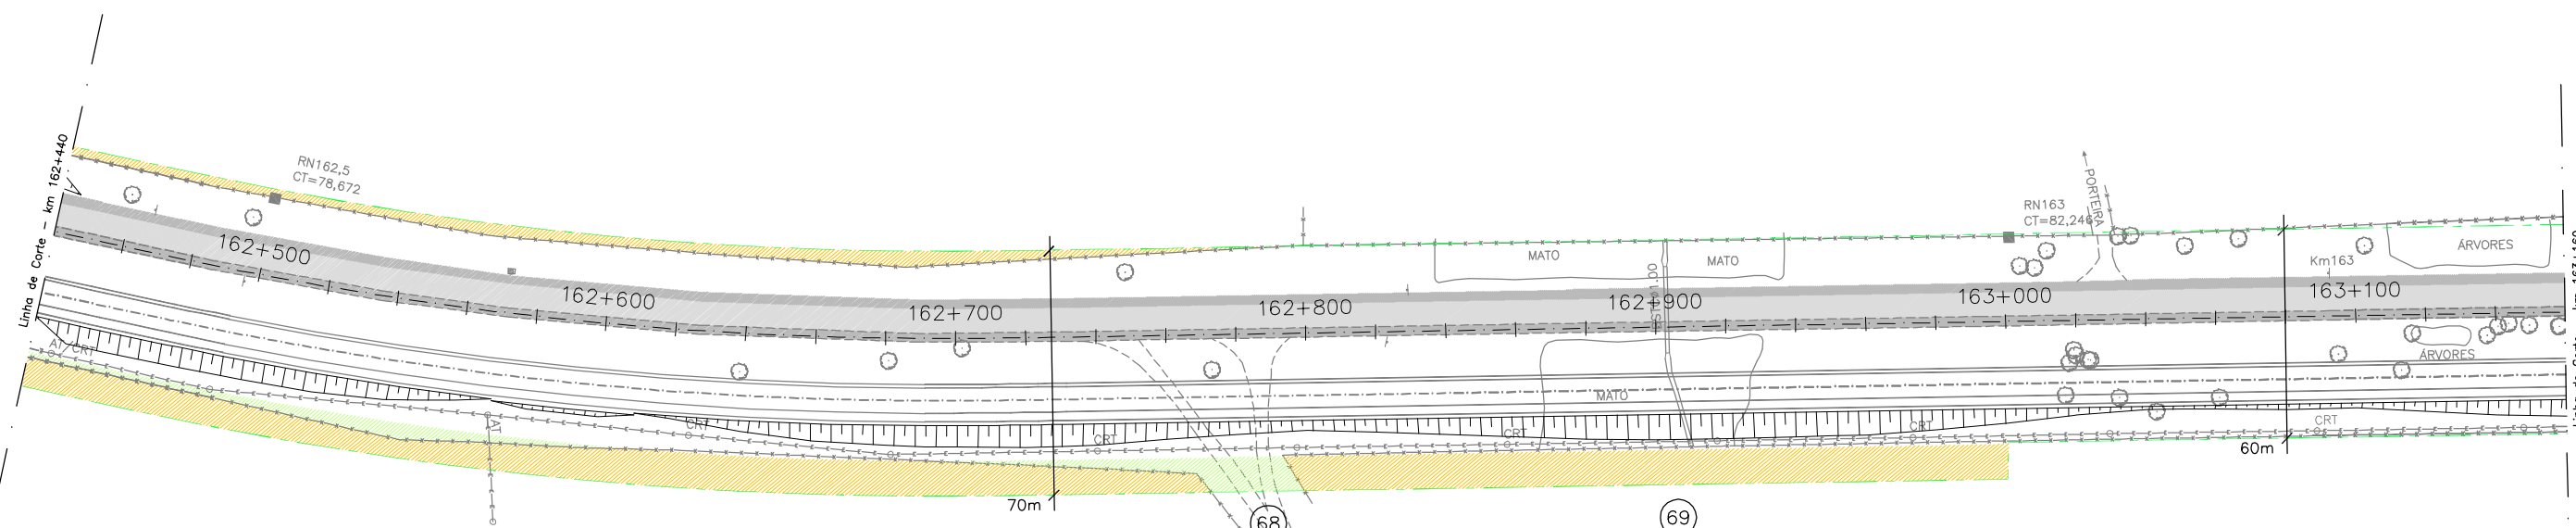 Linha de Corte - km 162+440
RN162,5
CT=78,672
162+500
162+600
162+700
162+800
162+900
163+000
163+100
MATO
MATO
RN163
CT=82,246
PORTEIRA
Km163
ÁRVORES
ÁRVORES
AT/CRT
AT
CRT
CRT
CRT
CRT
CRT
MATO
70m
60m
68
69